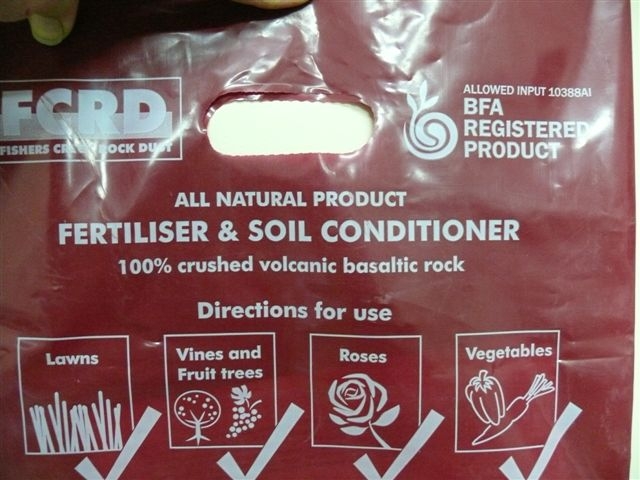 FCRD
FISHERS CREEK ROCK DUST
ALLOWED INPUT 10388AI
BFA
REGISTERED
PRODUCT
ALL NATURAL PRODUCT
FERTILISER & SOIL CONDITIONER
100% crushed volcanic basaltic rock
Directions for use
Lawns
Vines and
Fruit trees
Roses
Vegetables